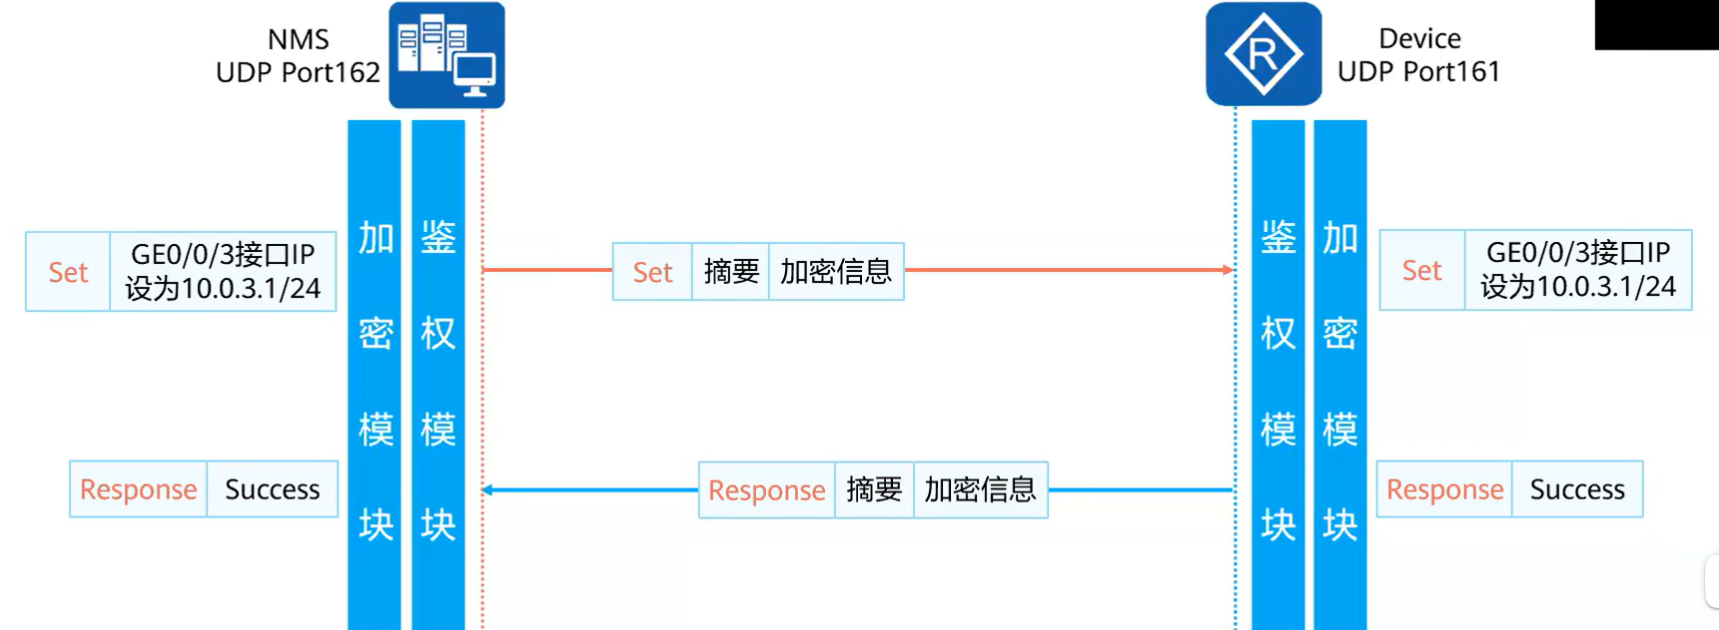 NMS
UDP Port162
R
Device
UDP Port161
加密模块
鉴权模块
鉴权模块
加密模块
Set
GE0/0/3接口IP
设为10.0.3.1/24
Set 摘要 加密信息
Set
GE0/0/3接口IP
设为10.0.3.1/24
Response Success
Response 摘要 加密信息
Response Success